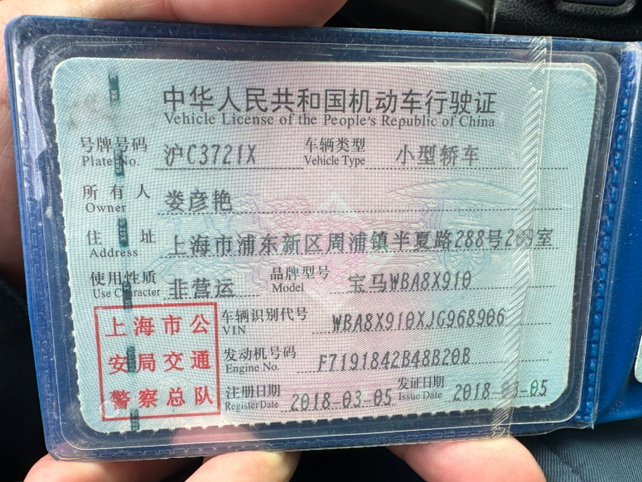 中华人民共和国机动车行驶证
Vehicle License of the People's Republic of China
号牌号码 Plate No. 沪C3721X 车辆类型 Vehicle Type 小型轿车
所有人 Owner 娄彦艳
住址 Address 上海市浦东新区周浦镇半夏路288号209室
使用性质 Use Character 非营运 品牌型号 Model 宝马WBA8X910
上海市公
安局交通
警察总队
车辆识别代号 VIN WBA8X910XJG968906
发动机号码 Engine No. F7191842B48B20B
注册日期 Register Date 2018-03-05 发证日期 Issue Date 2018-03-05